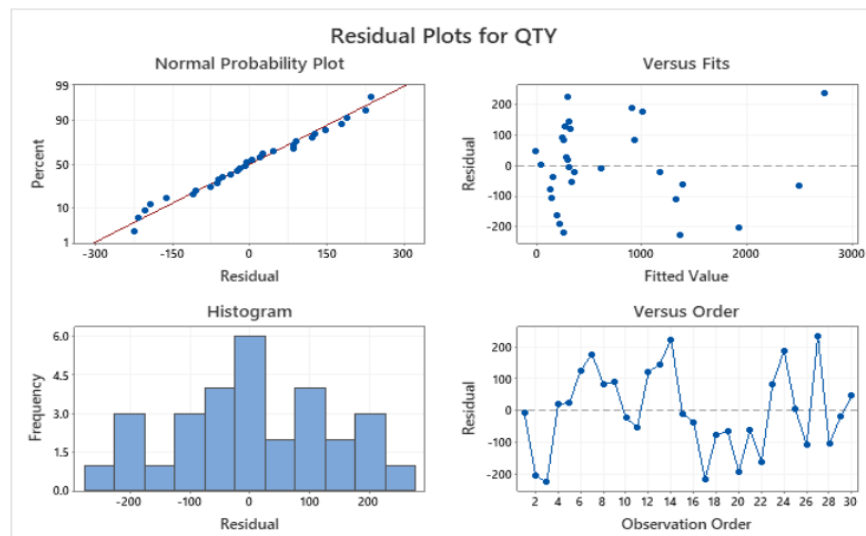 Residual Plots for QTY
Normal Probability Plot
Percent
99
90
50
10
1
-300 -150 0 150 300
Residual
Versus Fits
Residual
200
100
0
-100
-200
0 1000 2000 3000
Fitted Value
Histogram
Frequency
6.0
4.5
3.0
1.5
0.0
-200 -100 0 100 200
Residual
Versus Order
Residual
200
100
0
-100
-200
2 4 6 8 10 12 14 16 18 20 22 24 26 28 30
Observation Order